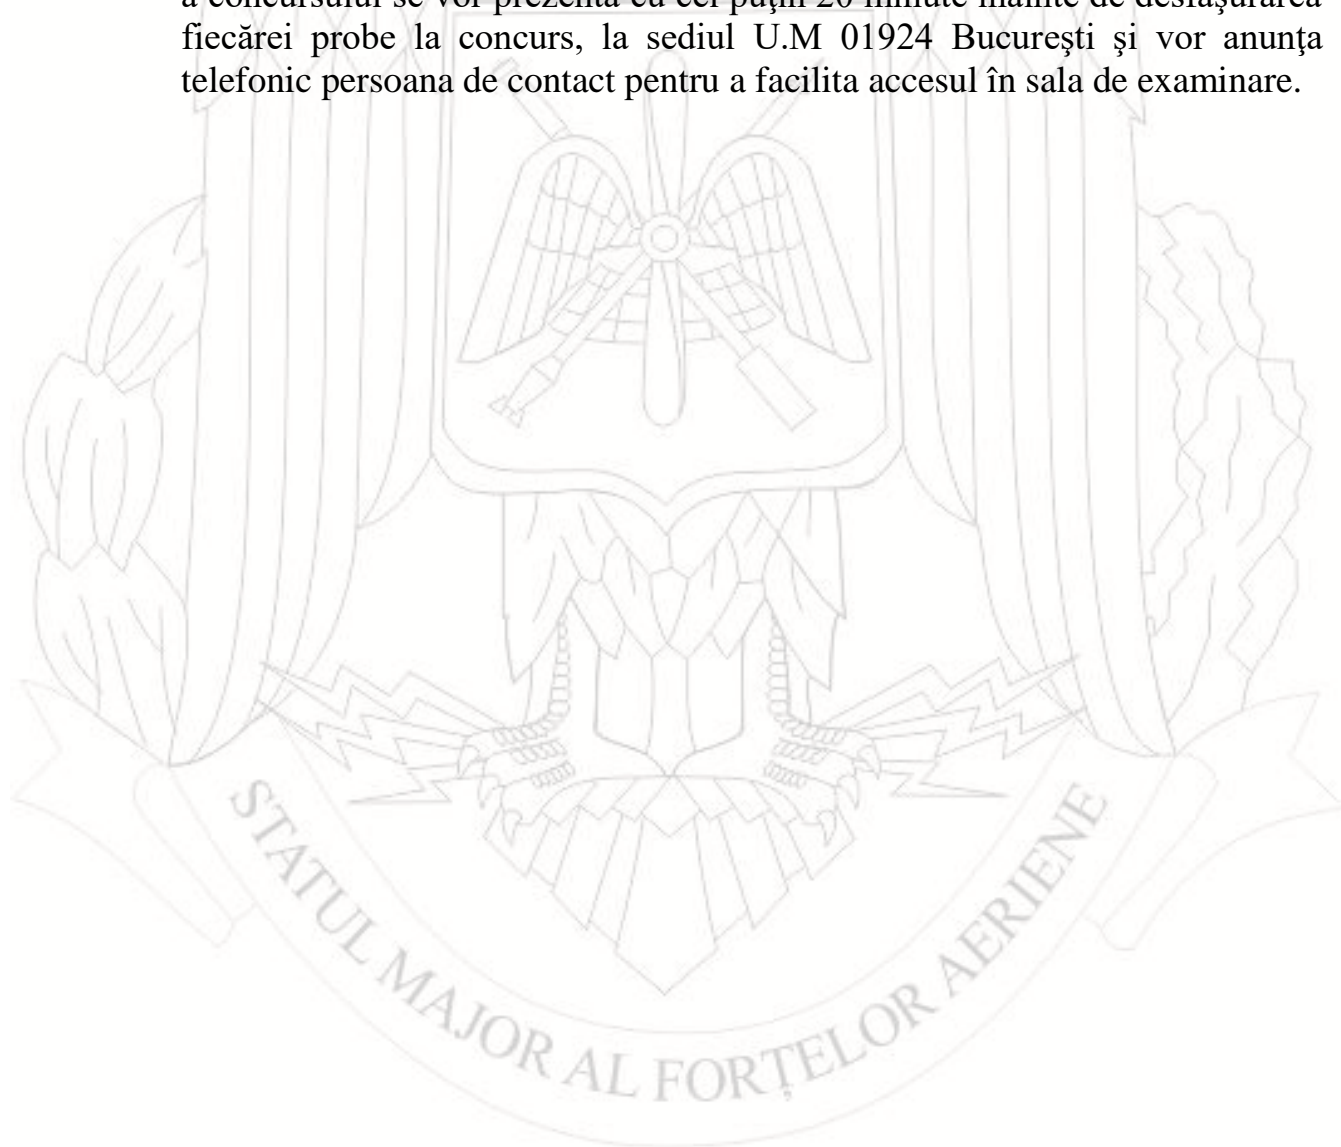 a concursului se vor prezenta cu cel puţin 20 minute înainte de desfăşurarea
fiecărei probe la concurs, la sediul U.M 01924 Bucureşti şi vor anunţa
telefonic persoana de contact pentru a facilita accesul în sala de examinare.
STATUL MAJOR AL FORȚELOR AERIENE